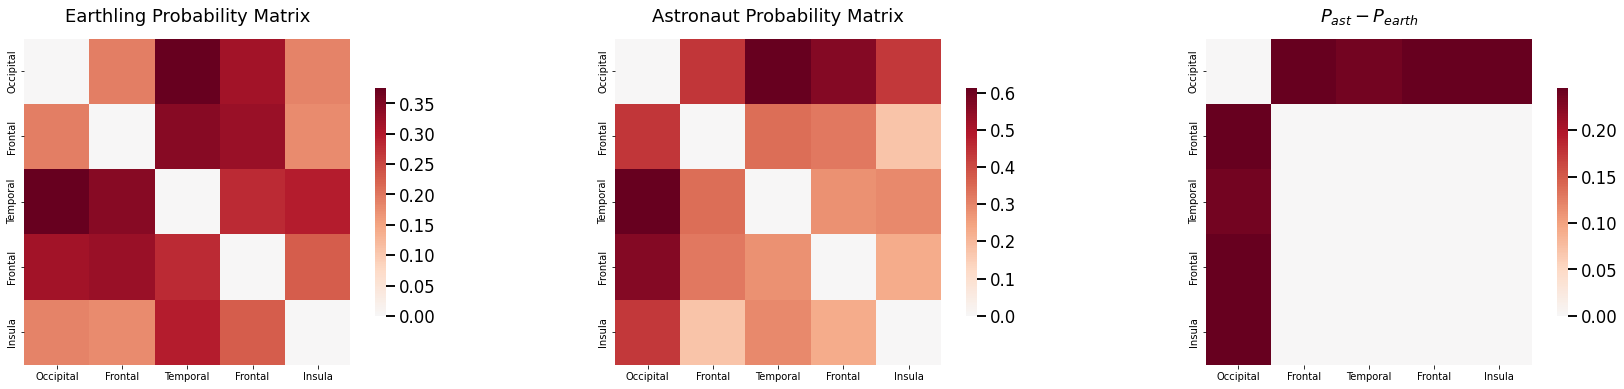 Earthling Probability Matrix
Occipital
Frontal
Temporal
Frontal
Insula
Occipital Frontal Temporal Frontal Insula
0.35
0.30
0.25
0.20
0.15
0.10
0.05
0.00
Astronaut Probability Matrix
Occipital
Frontal
Temporal
Frontal
Insula
Occipital Frontal Temporal Frontal Insula
0.6
0.5
0.4
0.3
0.2
0.1
0.0
P_ast − P_earth
Occipital
Frontal
Temporal
Frontal
Insula
Occipital Frontal Temporal Frontal Insula
0.20
0.15
0.10
0.05
0.00